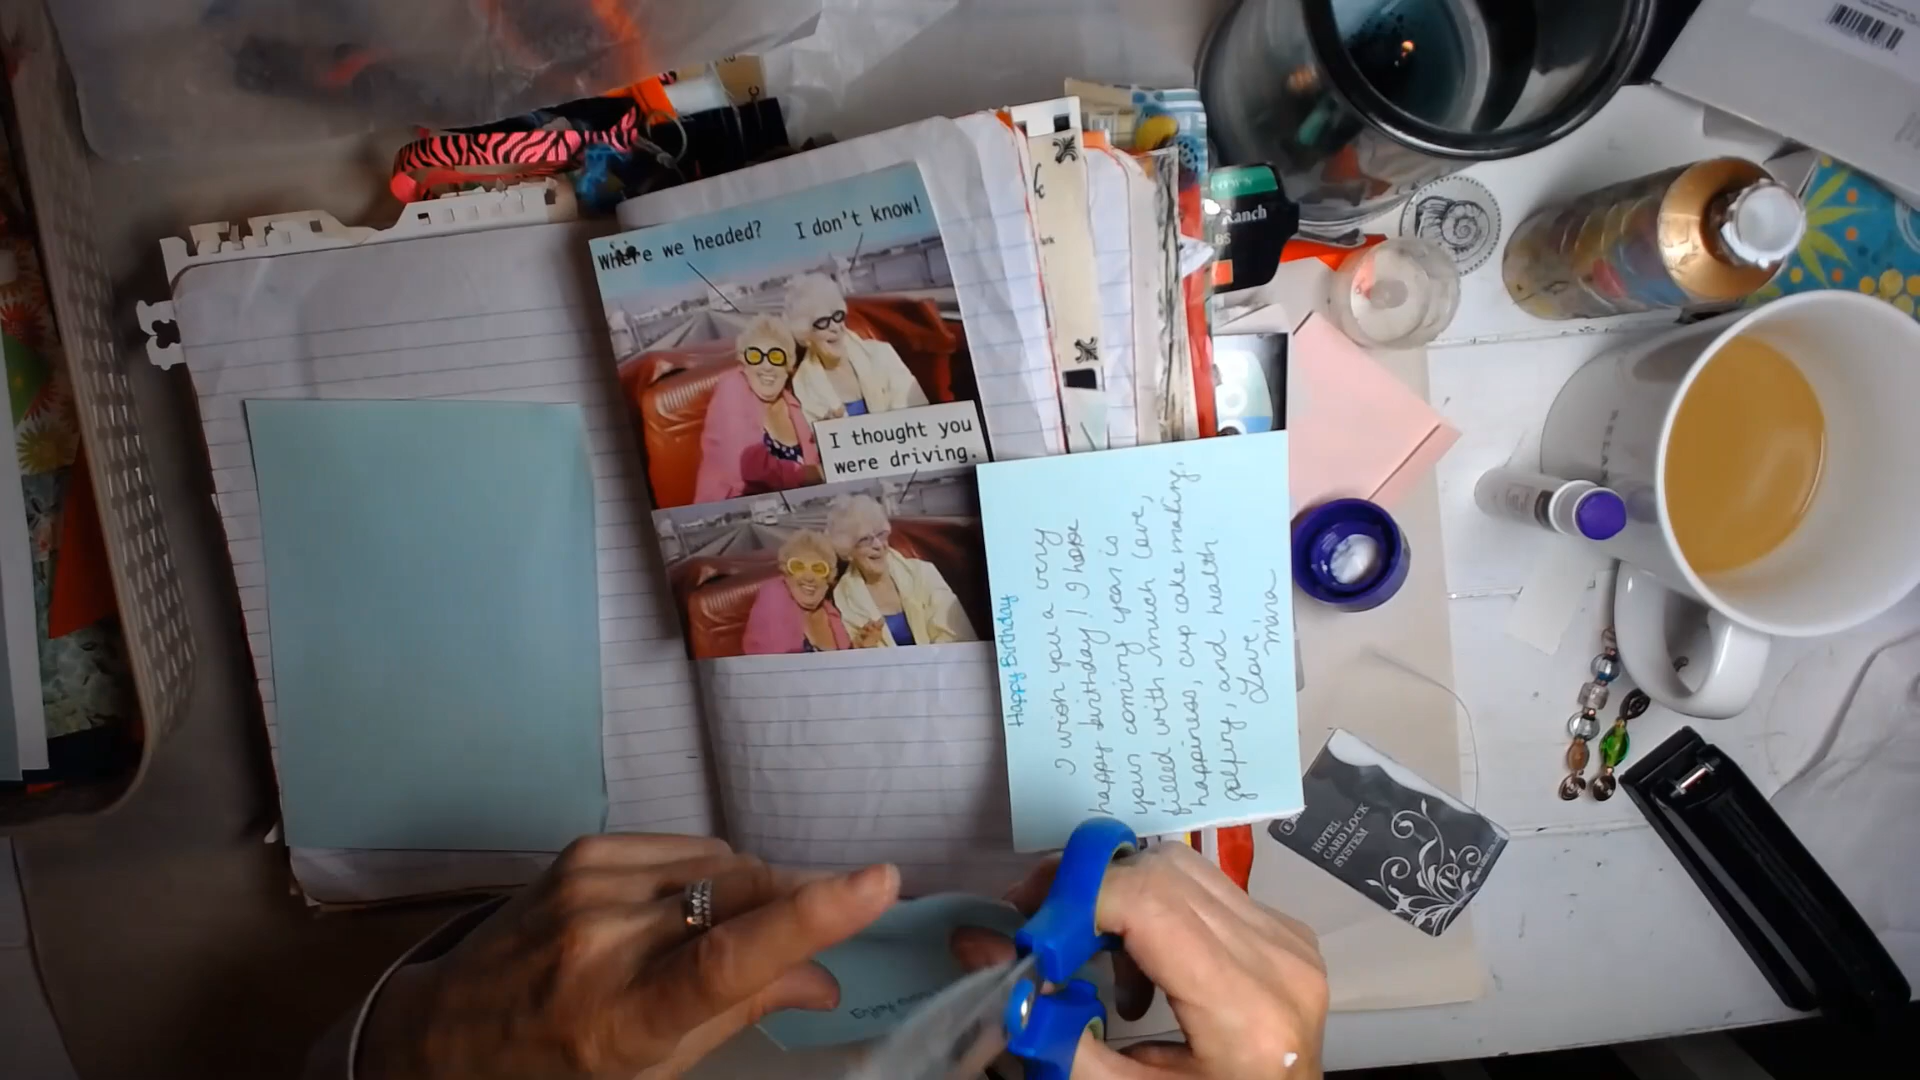 Where we headed?
I don't know!
I thought you
were driving.
Happy Birthday
I wish you a very
happy birthday! I hope
your coming year is
filled with much love,
happiness, cup cake making,
and health
Love,
Mara
Ranch
HOTEL
CARD LOCK
SYSTEM
Enjoy